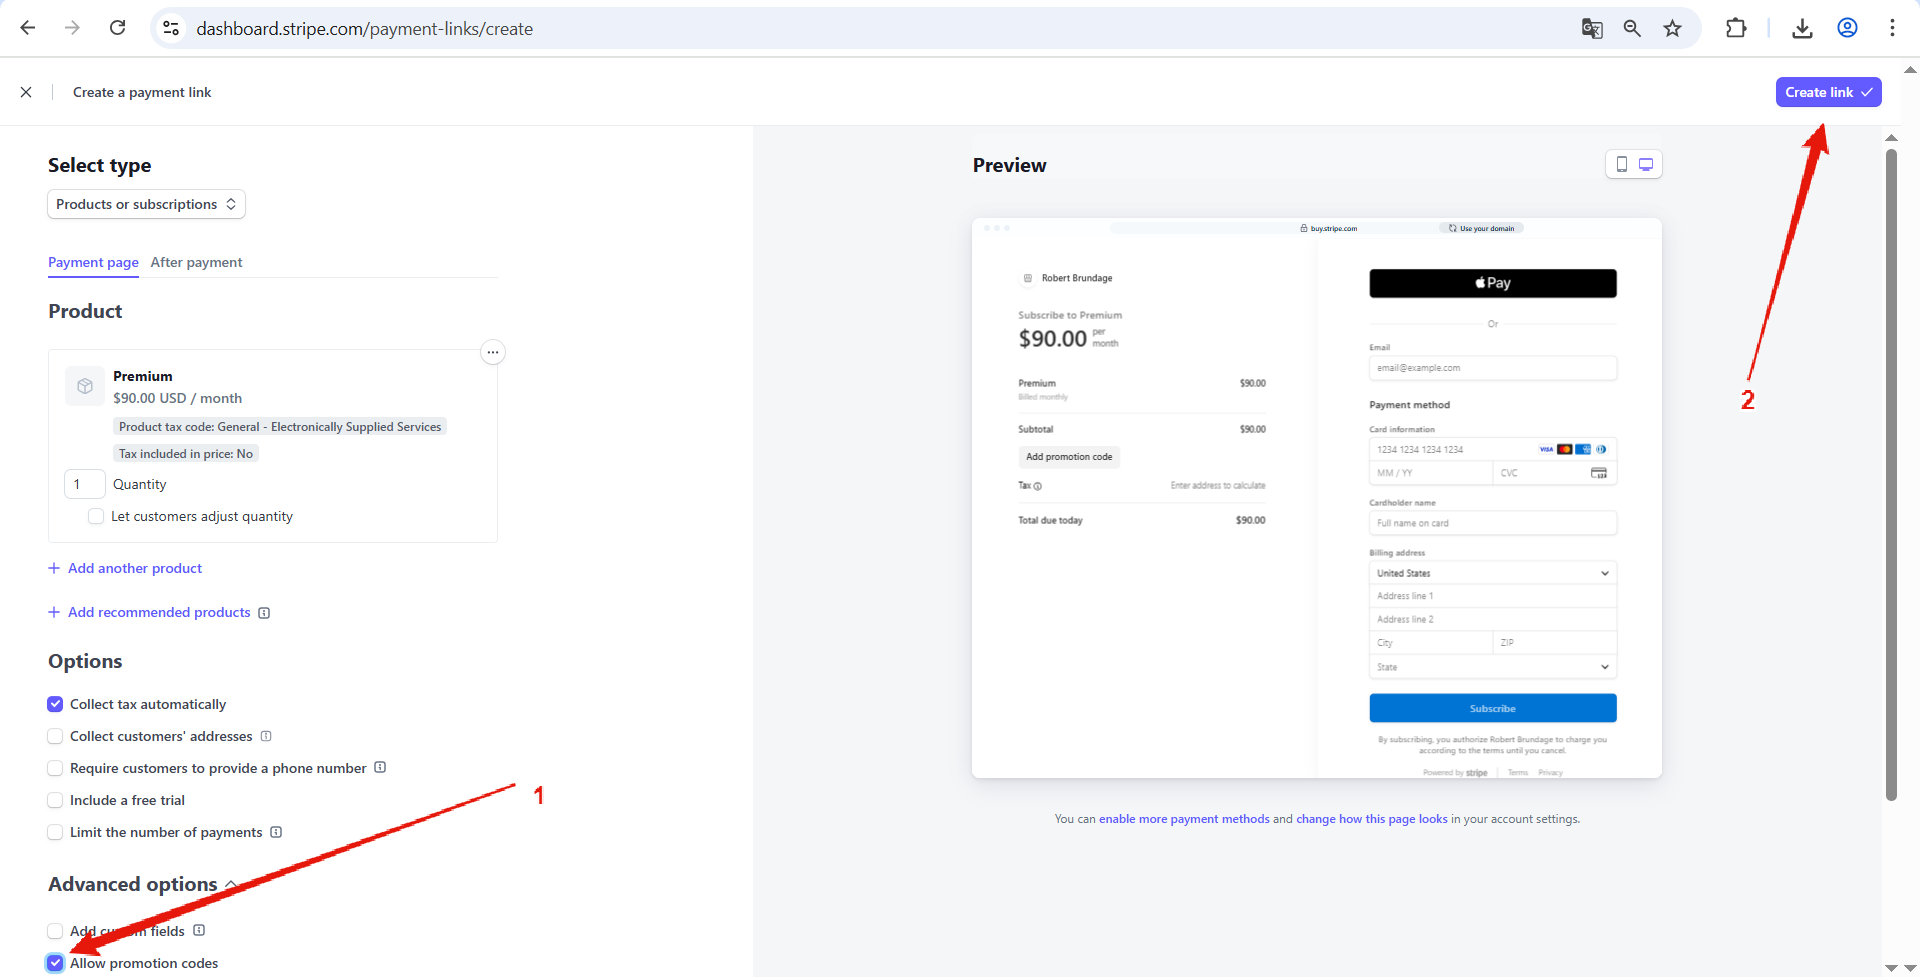 dashboard.stripe.com/payment-links/create
Create a payment link
Create link
Select type
Products or subscriptions
Payment page
After payment
Product
Premium
$90.00 USD / month
Product tax code: General - Electronically Supplied Services
Tax included in price: No
1
Quantity
Let customers adjust quantity
Add another product
Add recommended products
Options
Collect tax automatically
Collect customers' addresses
Require customers to provide a phone number
Include a free trial
Limit the number of payments
1
Advanced options
Add custom fields
Allow promotion codes
Preview
buy.stripe.com
Use your domain
Robert Brundage
Subscribe to Premium
$90.00 per month
Premium $90.00
Billed monthly
Subtotal $90.00
Add promotion code
Tax Enter address to calculate
Total due today $90.00
Pay
Or
Email
email@example.com
Payment method
Card information
1234 1234 1234 1234 VISA
MM / YY CVC
Cardholder name
Full name on card
Billing address
United States
Address line 1
Address line 2
City ZIP
State
Subscribe
By subscribing, you authorize Robert Brundage to charge you
according to the terms until you cancel.
Powered by stripe Terms Privacy
You can enable more payment methods and change how this page looks in your account settings.
2